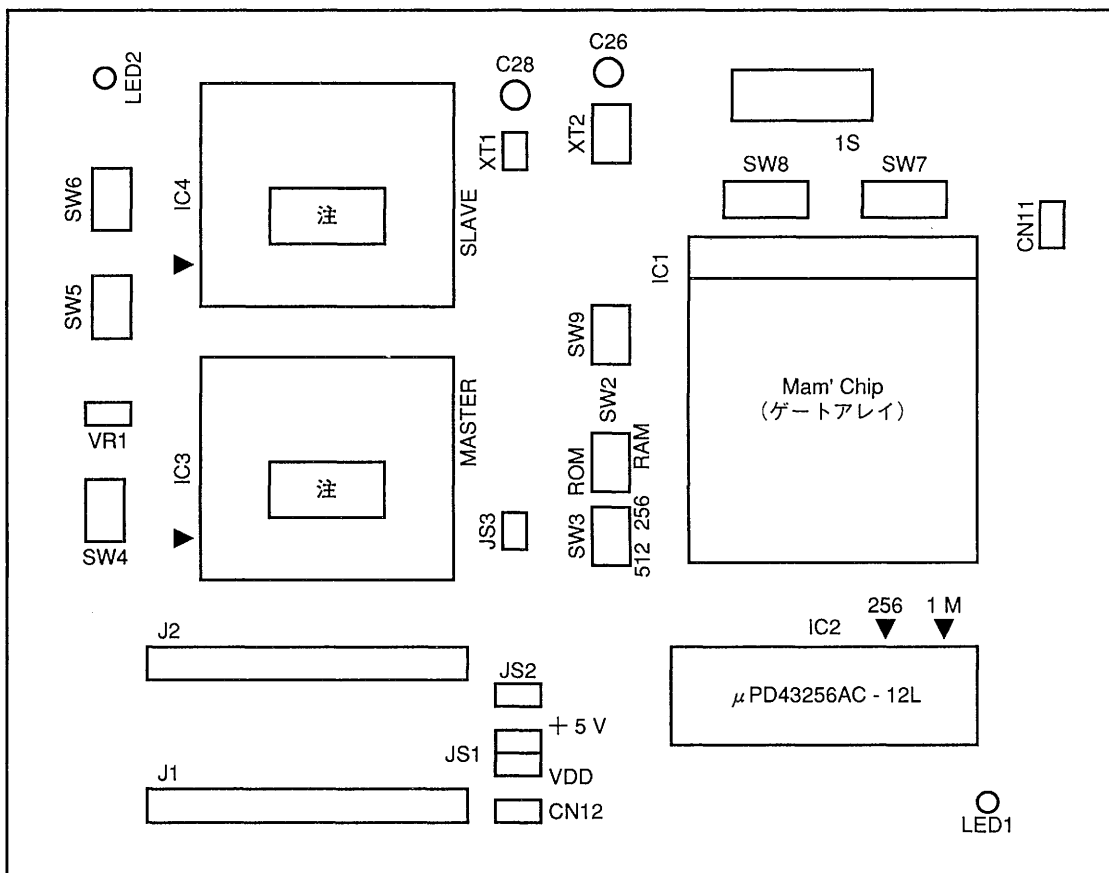 C26
C28
LED2
XT2
XT1
1S
SW8
SW7
SW6
IC4
注
SLAVE
CN11
IC1
SW5
SW9
SW2
Mam' Chip
(ゲートアレイ)
MASTER
VR1
IC3
注
ROM
RAM
SW4
JS3
SW3
512
256
256
1 M
IC2
J2
JS2
μPD43256AC - 12L
+ 5 V
JS1
VDD
J1
CN12
LED1